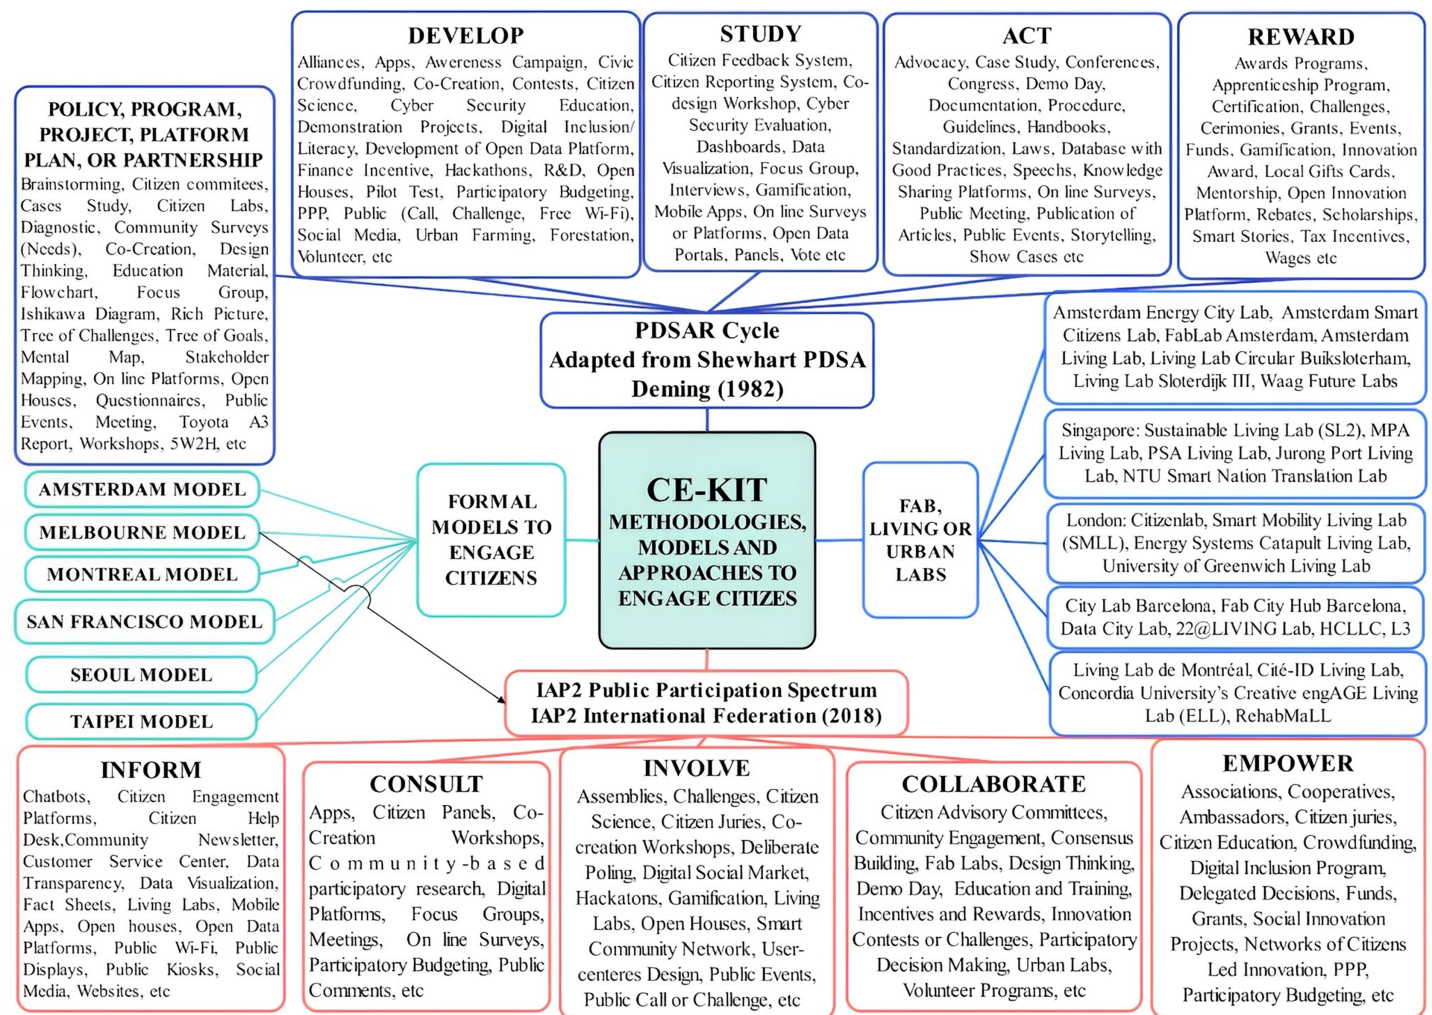 DEVELOP
Alliances, Apps, Awereness Campaign, Civic
Crowdfunding, Co-Creation, Contests, Citizen
Science, Cyber Security Education,
Demonstration Projects, Digital Inclusion/
Literacy, Development of Open Data Platform,
Finance Incentive, Hackathons, R&D, Open
Houses, Pilot Test, Participatory Budgeting,
PPP, Public (Call, Challenge, Free Wi-Fi),
Social Media, Urban Farming, Forestation,
Volunteer, etc
STUDY
Citizen Feedback System,
Citizen Reporting System, Co-
design Workshop, Cyber
Security Evaluation,
Dashboards, Data
Visualization, Focus Group,
Interviews, Gamification,
Mobile Apps, On line Surveys
or Platforms, Open Data
Portals, Panels, Vote etc
ACT
Advocacy, Case Study, Conferences,
Congress, Demo Day,
Documentation, Procedure,
Guidelines, Handbooks,
Standardization, Laws, Database with
Good Practices, Speechs, Knowledge
Sharing Platforms, On line Surveys,
Public Meeting, Publication of
Articles, Public Events, Storytelling,
Show Cases etc
REWARD
Awards Programs,
Apprenticeship Program,
Certification, Challenges,
Cerimonies, Grants, Events,
Funds, Gamification, Innovation
Award, Local Gifts Cards,
Mentorship, Open Innovation
Platform, Rebates, Scholarships,
Smart Stories, Tax Incentives,
Wages etc
POLICY, PROGRAM,
PROJECT, PLATFORM
PLAN, OR PARTNERSHIP
Brainstorming, Citizen commitees,
Cases Study, Citizen Labs,
Diagnostic, Community Surveys
(Needs), Co-Creation, Design
Thinking, Education Material,
Flowchart, Focus Group,
Ishikawa Diagram, Rich Picture,
Tree of Challenges, Tree of Goals,
Mental Map, Stakeholder
Mapping, On line Platforms, Open
Houses, Questionnaires, Public
Events, Meeting, Toyota A3
Report, Workshops, 5W2H, etc
PDSAR Cycle
Adapted from Shewhart PDSA
Deming (1982)
Amsterdam Energy City Lab, Amsterdam Smart
Citizens Lab, FabLab Amsterdam, Amsterdam
Living Lab, Living Lab Circular Buiksloterham,
Living Lab Sloterdijk III, Waag Future Labs
Singapore: Sustainable Living Lab (SL2), MPA
Living Lab, PSA Living Lab, Jurong Port Living
Lab, NTU Smart Nation Translation Lab
London: Citizenlab, Smart Mobility Living Lab
(SMLL), Energy Systems Catapult Living Lab,
University of Greenwich Living Lab
City Lab Barcelona, Fab City Hub Barcelona,
Data City Lab, 22@LIVING Lab, HCLLC, L3
Living Lab de Montréal, Cité-ID Living Lab,
Concordia University's Creative engAGE Living
Lab (ELL), RehabMaLL
FAB,
LIVING OR
URBAN
LABS
CE-KIT
METHODOLOGIES,
MODELS AND
APPROACHES TO
ENGAGE CITIZES
FORMAL
MODELS TO
ENGAGE
CITIZENS
AMSTERDAM MODEL
MELBOURNE MODEL
MONTREAL MODEL
SAN FRANCISCO MODEL
SEOUL MODEL
TAIPEI MODEL
IAP2 Public Participation Spectrum
IAP2 International Federation (2018)
INFORM
Chatbots, Citizen Engagement
Platforms, Citizen Help
Desk,Community Newsletter,
Customer Service Center, Data
Transparency, Data Visualization,
Fact Sheets, Living Labs, Mobile
Apps, Open houses, Open Data
Platforms, Public Wi-Fi, Public
Displays, Public Kiosks, Social
Media, Websites, etc
CONSULT
Apps, Citizen Panels, Co-
Creation Workshops,
Community-based
participatory research, Digital
Platforms, Focus Groups,
Meetings, On line Surveys,
Participatory Budgeting, Public
Comments, etc
INVOLVE
Assemblies, Challenges, Citizen
Science, Citizen Juries, Co-
creation Workshops, Deliberate
Poling, Digital Social Market,
Hackatons, Gamification, Living
Labs, Open Houses, Smart
Community Network, User-
centeres Design, Public Events,
Public Call or Challenge, etc
COLLABORATE
Citizen Advisory Committees,
Community Engagement, Consensus
Building, Fab Labs, Design Thinking,
Demo Day, Education and Training,
Incentives and Rewards, Innovation
Contests or Challenges, Participatory
Decision Making, Urban Labs,
Volunteer Programs, etc
EMPOWER
Associations, Cooperatives,
Ambassadors, Citizen juries,
Citizen Education, Crowdfunding,
Digital Inclusion Program,
Delegated Decisions, Funds,
Grants, Social Innovation
Projects, Networks of Citizens
Led Innovation, PPP,
Participatory Budgeting, etc